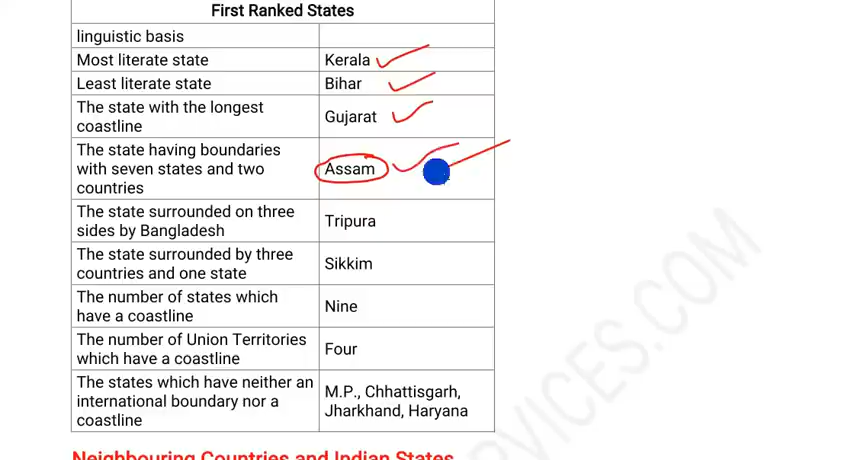 First Ranked States
linguistic basis
Most literate state Kerala
Least literate state Bihar
The state with the longest
coastline
Gujarat
The state having boundaries
with seven states and two
countries
Assam
The state surrounded on three
sides by Bangladesh
Tripura
The state surrounded by three
countries and one state
Sikkim
The number of states which
have a coastline
Nine
The number of Union Territories
which have a coastline
Four
The states which have neither an
international boundary nor a
coastline
M.P., Chhattisgarh,
Jharkhand, Haryana
Neighbouring Countries and Indian States
RVICES.COM